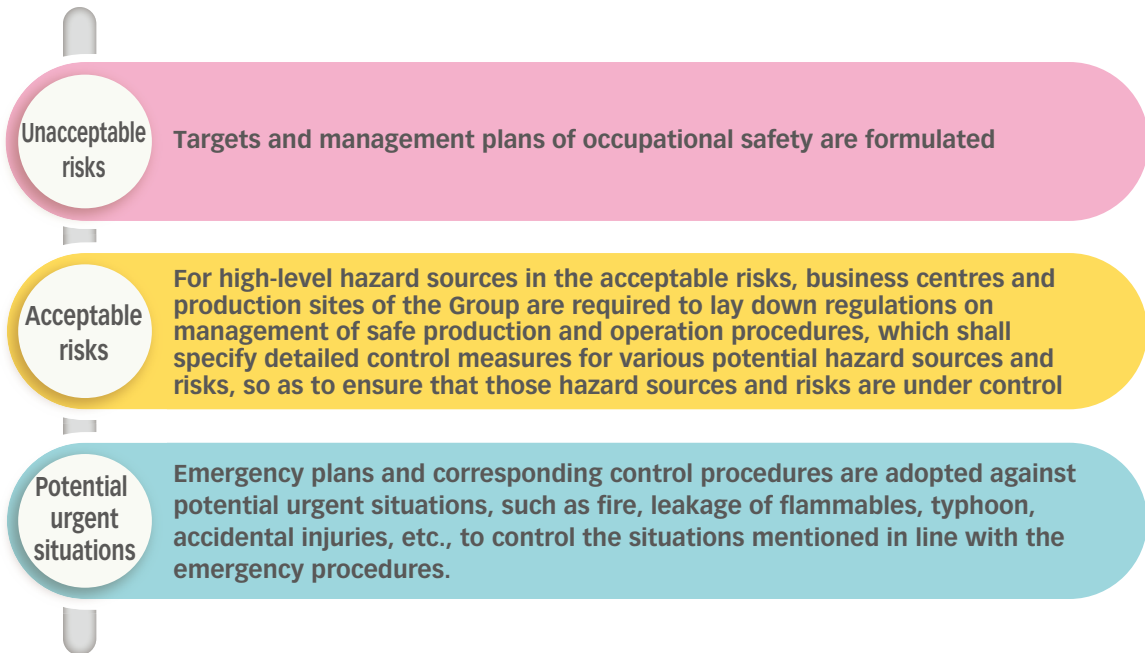 Unacceptable
risks
Targets and management plans of occupational safety are formulated
Acceptable
risks
For high-level hazard sources in the acceptable risks, business centres and
production sites of the Group are required to lay down regulations on
management of safe production and operation procedures, which shall
specify detailed control measures for various potential hazard sources and
risks, so as to ensure that those hazard sources and risks are under control
Potential
urgent
situations
Emergency plans and corresponding control procedures are adopted against
potential urgent situations, such as fire, leakage of flammables, typhoon,
accidental injuries, etc., to control the situations mentioned in line with the
emergency procedures.